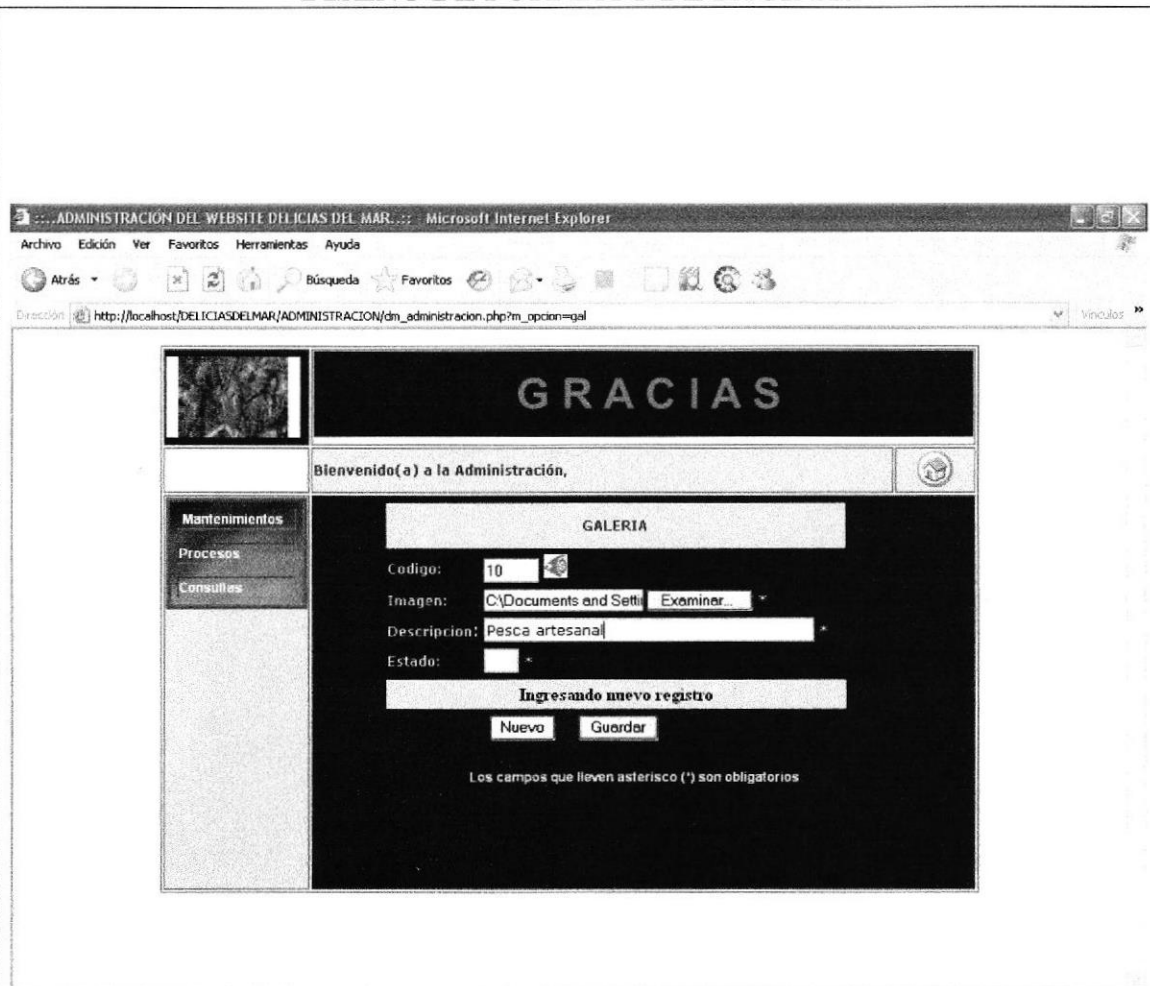 ::..ADMINISTRACION DEL WEBSITE DELICIAS DEL MAR..:: - Microsoft Internet Explorer
Archivo Edición Ver Favoritos Herramientas Ayuda
Atrás Búsqueda Favoritos
Dirección http://localhost/DELICIASDELMAR/ADMINISTRACION/dm_administracion.php?m_opcion=gal Vínculos »
GRACIAS
Bienvenido(a) a la Administración,
Mantenimientos
Procesos
Consultas
GALERIA
Codigo: 10
Imagen: C:\Documents and Setti Examinar... *
Descripcion: Pesca artesanal *
Estado: *
Ingresando nuevo registro
Nuevo Guardar
Los campos que lleven asterisco (*) son obligatorios